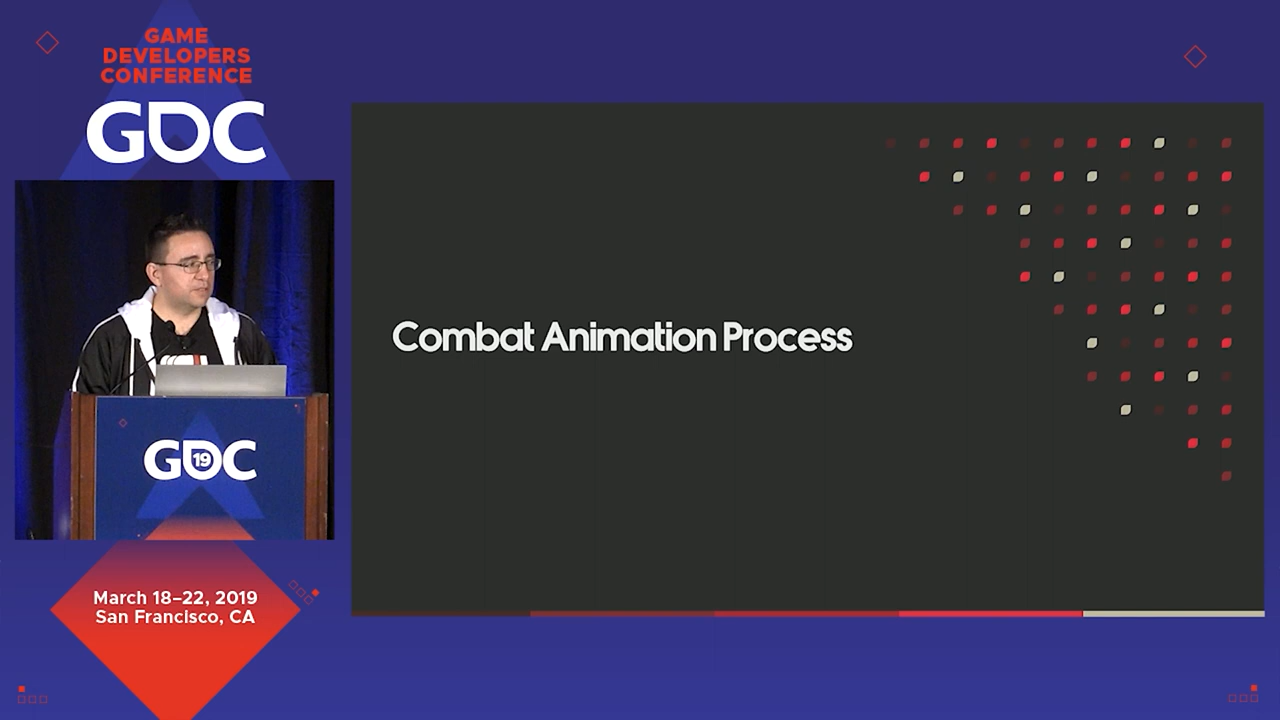 GAME
DEVELOPERS
CONFERENCE
GDC
Combat Animation Process
GDC
19
March 18–22, 2019
San Francisco, CA